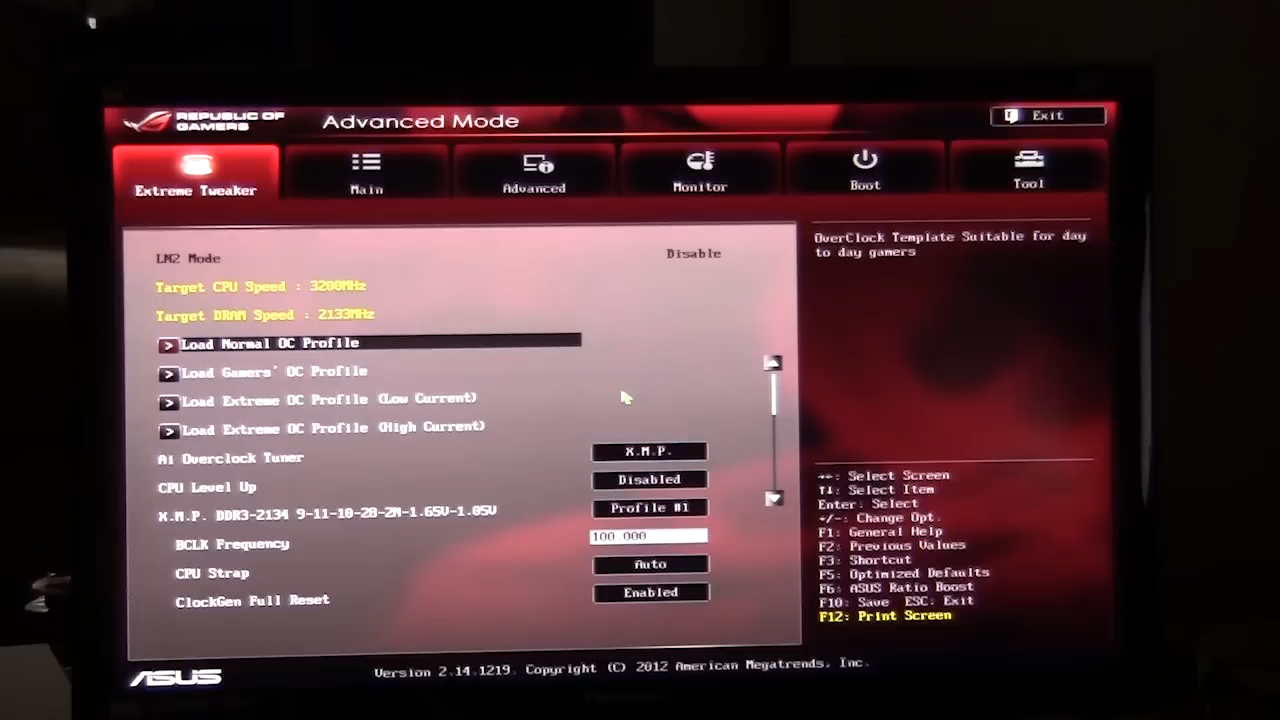 REPUBLIC OF
GAMERS
Advanced Mode
Exit
Extreme Tweaker
Main
Advanced
Monitor
Boot
Tool
LN2 Mode Disable
Target CPU Speed : 3200MHz
Target DRAM Speed : 2133MHz
> Load Normal OC Profile
> Load Gamers' OC Profile
> Load Extreme OC Profile (Low Current)
> Load Extreme OC Profile (High Current)
Ai Overclock Tuner X.M.P.
CPU Level Up Disabled
X.M.P. DDR3-2134 9-11-10-28-2N-1.65V-1.05V Profile #1
BCLK Frequency 100.000
CPU Strap Auto
ClockGen Full Reset Enabled
OverClock Template Suitable for day
to day gamers
→←: Select Screen
↑↓: Select Item
Enter: Select
+/-: Change Opt.
F1: General Help
F2: Previous Values
F3: Shortcut
F5: Optimized Defaults
F6: ASUS Ratio Boost
F10: Save ESC: Exit
F12: Print Screen
ASUS
Version 2.14.1219. Copyright (C) 2012 American Megatrends, Inc.